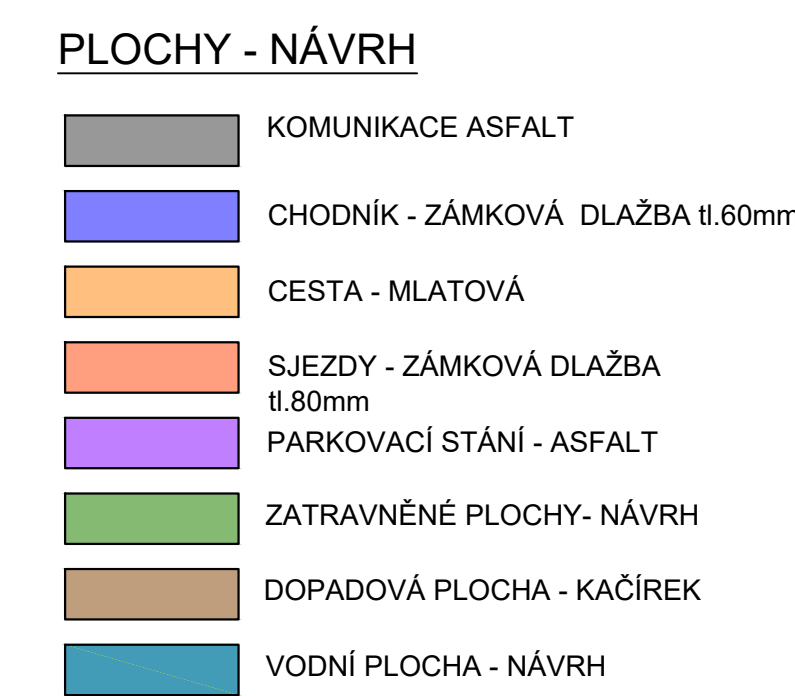 PLOCHY - NÁVRH
KOMUNIKACE ASFALT
CHODNÍK - ZÁMKOVÁ DLAŽBA tl.60mm
CESTA - MLATOVÁ
SJEZDY - ZÁMKOVÁ DLAŽBA
tl.80mm
PARKOVACÍ STÁNÍ - ASFALT
ZATRAVNĚNÉ PLOCHY- NÁVRH
DOPADOVÁ PLOCHA - KAČÍREK
VODNÍ PLOCHA - NÁVRH